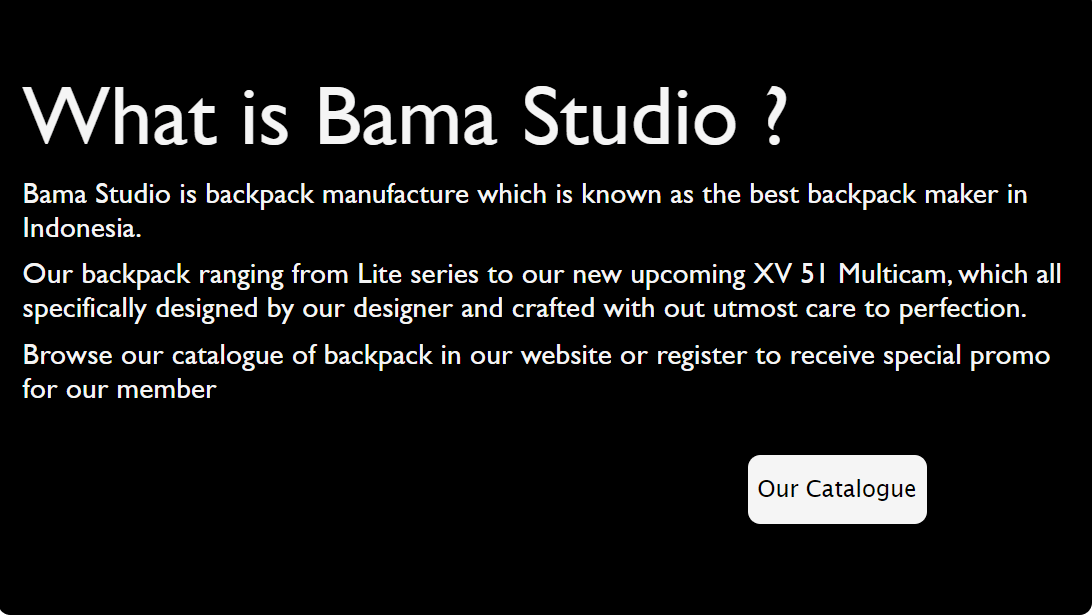 What is Bama Studio ?
Bama Studio is backpack manufacture which is known as the best backpack maker in
Indonesia.
Our backpack ranging from Lite series to our new upcoming XV 51 Multicam, which all
specifically designed by our designer and crafted with out utmost care to perfection.
Browse our catalogue of backpack in our website or register to receive special promo
for our member
Our Catalogue